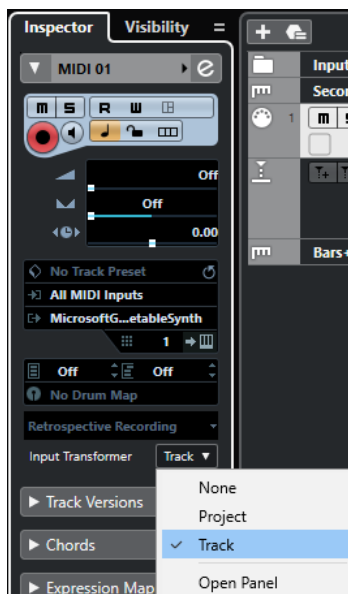 Inspector Visibility
MIDI 01
Input
Secon
m S R W
1 m S
Off
Off
0.00
No Track Preset
All MIDI Inputs
MicrosoftG...etableSynth
1
Off Off
No Drum Map
Bars+
Retrospective Recording
Input Transformer Track
None
Project
Track
Open Panel
Track Versions
Chords
Expression Map